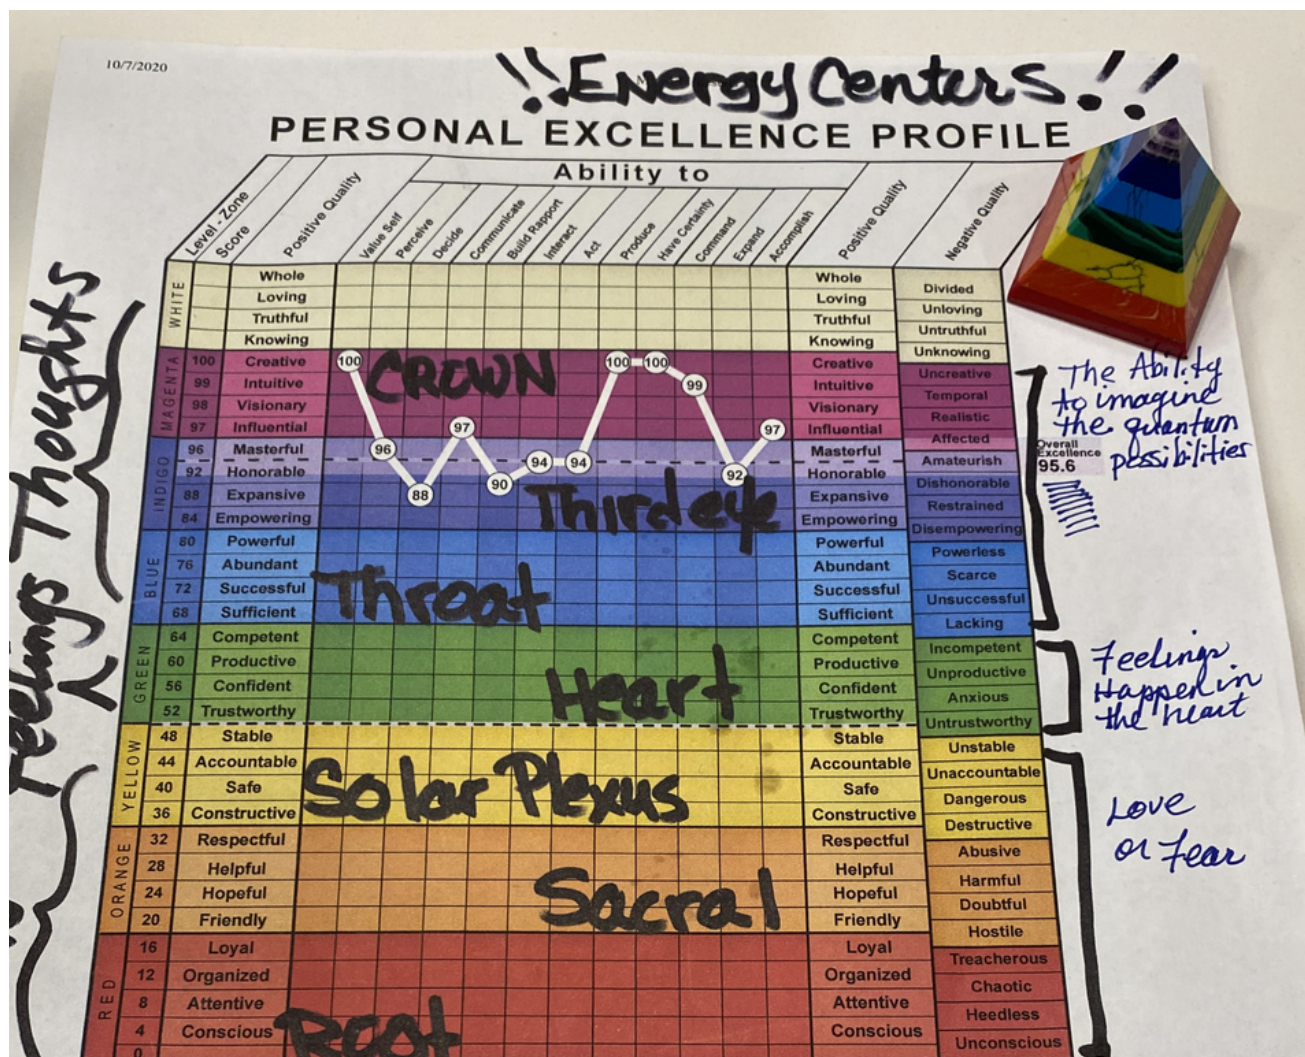 10/7/2020
!! Energy Centers!!
PERSONAL EXCELLENCE PROFILE
Ability to
Level - Zone
Score
Positive Quality
Value Self
Perceive
Decide
Communicate
Build Rapport
Interact
Act
Produce
Have Certainty
Command
Expand
Accomplish
Positive Quality
Negative Quality
WHITE
Whole Whole Divided
Loving Loving Unloving
Truthful Truthful Untruthful
Knowing Knowing Unknowing
MAGENTA
100 Creative 100 100 100 Creative Uncreative
99 Intuitive 99 Intuitive Temporal
98 Visionary Visionary Realistic
97 Influential 97 97 Influential Affected
CROWN
INDIGO
96 Masterful 96 94 94 Masterful Amateurish
92 Honorable 90 92 Honorable Dishonorable
88 Expansive 88 Expansive Restrained
84 Empowering Empowering Disempowering
Third eye
BLUE
80 Powerful Powerful Powerless
76 Abundant Abundant Scarce
72 Successful Successful Unsuccessful
68 Sufficient Sufficient Lacking
Throat
GREEN
64 Competent Competent Incompetent
60 Productive Productive Unproductive
56 Confident Confident Anxious
52 Trustworthy Trustworthy Untrustworthy
Heart
YELLOW
48 Stable Stable Unstable
44 Accountable Accountable Unaccountable
40 Safe Safe Dangerous
36 Constructive Constructive Destructive
Solar Plexus
ORANGE
32 Respectful Respectful Abusive
28 Helpful Helpful Harmful
24 Hopeful Hopeful Doubtful
20 Friendly Friendly Hostile
Sacral
RED
16 Loyal Loyal Treacherous
12 Organized Organized Chaotic
8 Attentive Attentive Heedless
4 Conscious Conscious Unconscious
0
Root
Thoughts
Feelings
The Ability
to imagine
the quantum
possibilities
Overall
Excellence
95.6
Feelings
Happen in
the heart
Love
or Fear